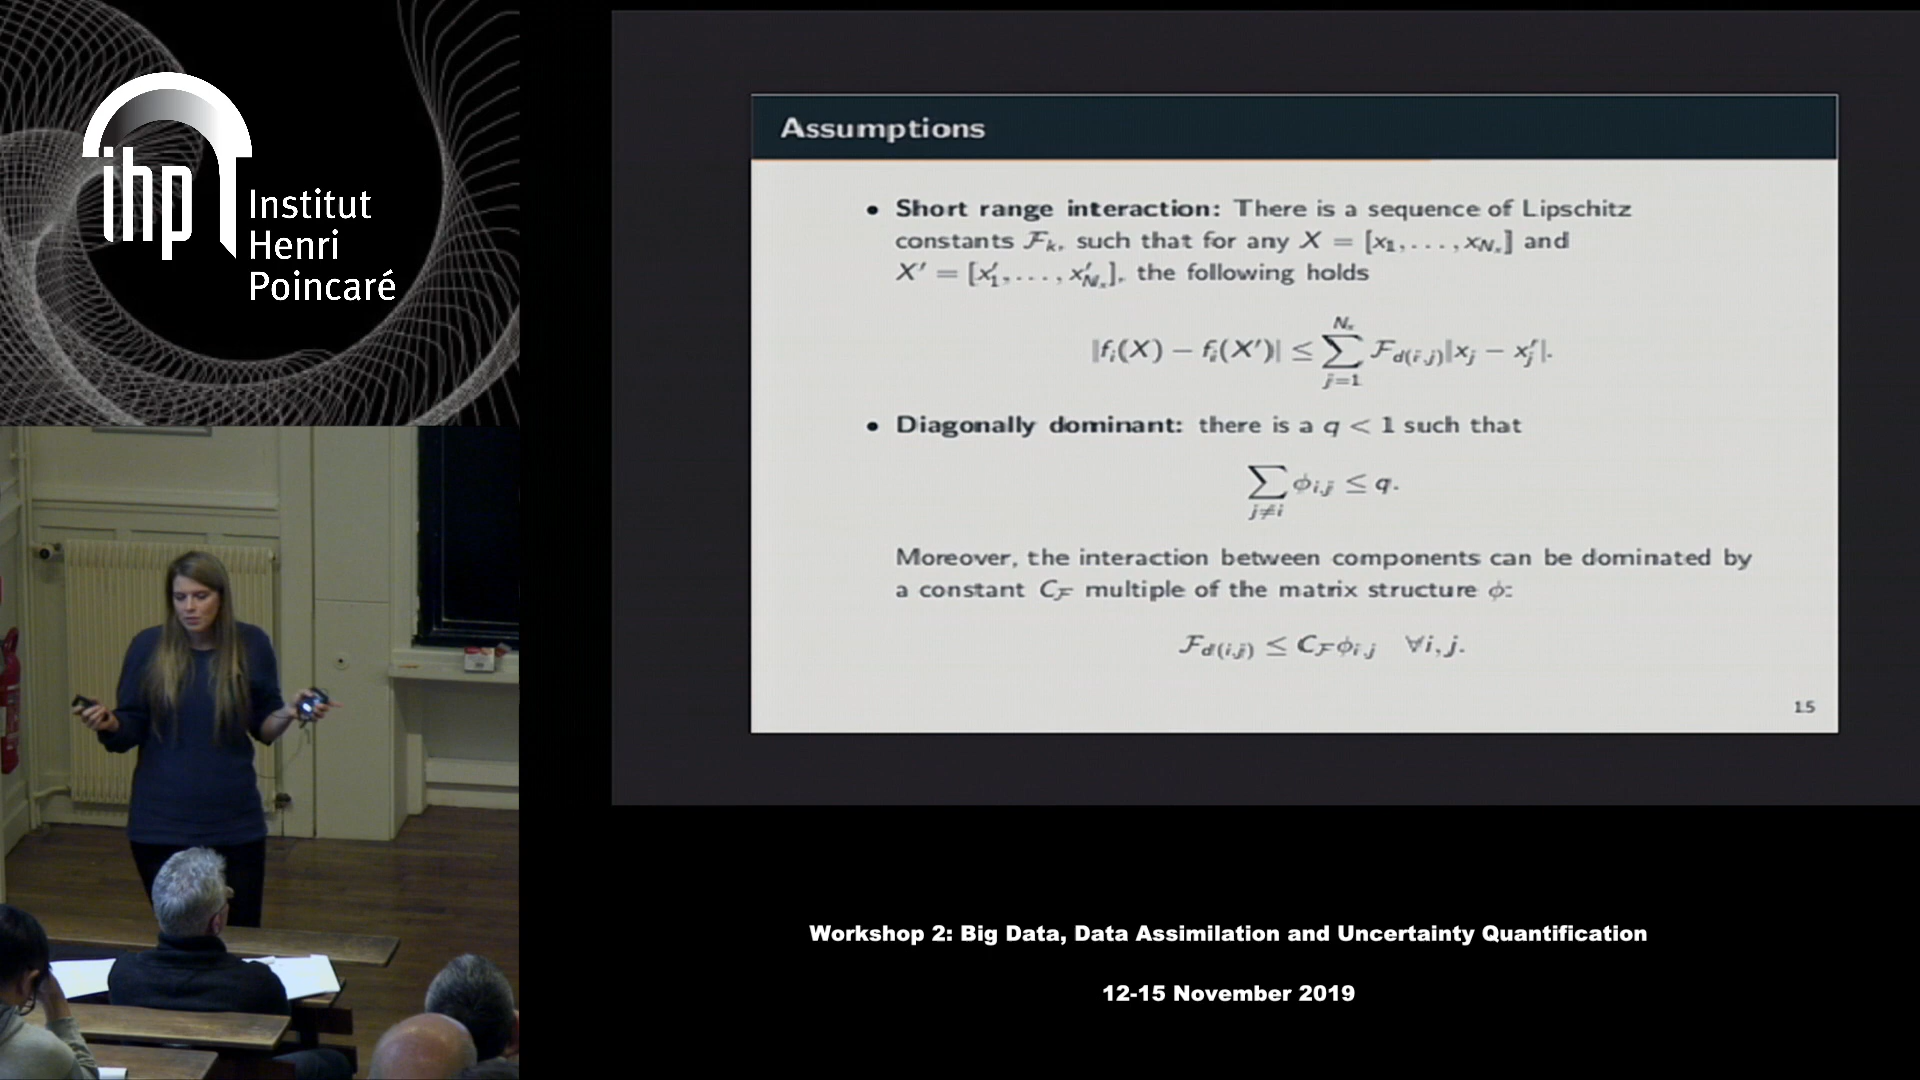 ihp
Institut
Henri
Poincaré
Assumptions
• Short range interaction: There is a sequence of Lipschitz
constants 𝓕ₖ, such that for any X = [x₁, . . . , x_{Nₓ}] and
X′ = [x′₁, . . . , x′_{Nₓ}], the following holds
|fᵢ(X) − fᵢ(X′)| ≤ ∑_{j=1}^{Nₓ} 𝓕_{d(i,j)}|xⱼ − x′ⱼ|.
• Diagonally dominant: there is a q < 1 such that
∑_{j≠i} ϕ_{i,j} ≤ q.
Moreover, the interaction between components can be dominated by
a constant C_𝓕 multiple of the matrix structure ϕ:
𝓕_{d(i,j)} ≤ C_𝓕 ϕ_{i,j} ∀i, j.
15
Workshop 2: Big Data, Data Assimilation and Uncertainty Quantification
12-15 November 2019